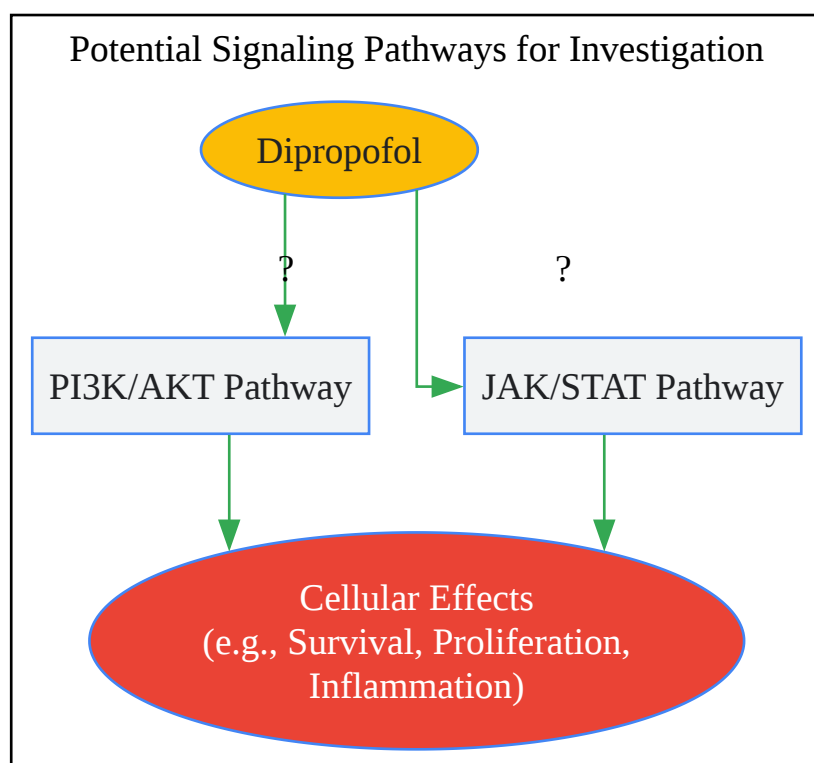 Potential Signaling Pathways for Investigation
Dipropofol
?
?
PI3K/AKT Pathway
JAK/STAT Pathway
Cellular Effects
(e.g., Survival, Proliferation,
Inflammation)